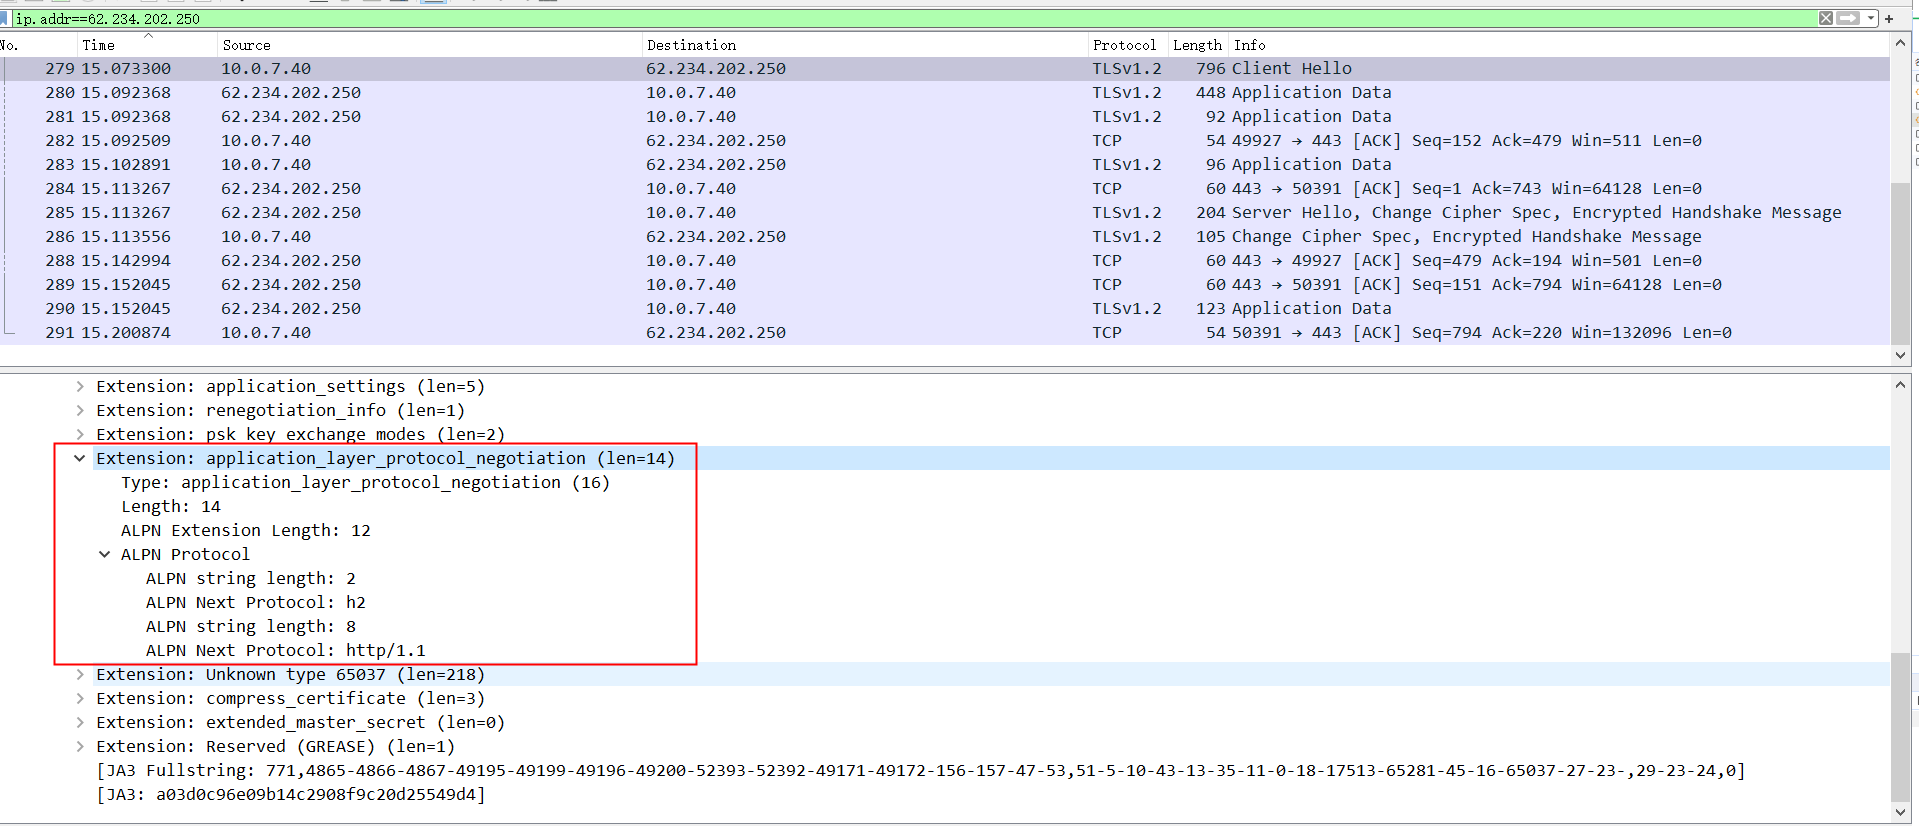 ip.addr==62.234.202.250
No. Time Source Destination Protocol Length Info
279 15.073300 10.0.7.40 62.234.202.250 TLSv1.2 796 Client Hello
280 15.092368 62.234.202.250 10.0.7.40 TLSv1.2 448 Application Data
281 15.092368 62.234.202.250 10.0.7.40 TLSv1.2 92 Application Data
282 15.092509 10.0.7.40 62.234.202.250 TCP 54 49927 → 443 [ACK] Seq=152 Ack=479 Win=511 Len=0
283 15.102891 10.0.7.40 62.234.202.250 TLSv1.2 96 Application Data
284 15.113267 62.234.202.250 10.0.7.40 TCP 60 443 → 50391 [ACK] Seq=1 Ack=743 Win=64128 Len=0
285 15.113267 62.234.202.250 10.0.7.40 TLSv1.2 204 Server Hello, Change Cipher Spec, Encrypted Handshake Message
286 15.113556 10.0.7.40 62.234.202.250 TLSv1.2 105 Change Cipher Spec, Encrypted Handshake Message
288 15.142994 62.234.202.250 10.0.7.40 TCP 60 443 → 49927 [ACK] Seq=479 Ack=194 Win=501 Len=0
289 15.152045 62.234.202.250 10.0.7.40 TCP 60 443 → 50391 [ACK] Seq=151 Ack=794 Win=64128 Len=0
290 15.152045 62.234.202.250 10.0.7.40 TLSv1.2 123 Application Data
291 15.200874 10.0.7.40 62.234.202.250 TCP 54 50391 → 443 [ACK] Seq=794 Ack=220 Win=132096 Len=0
Extension: application_settings (len=5)
Extension: renegotiation_info (len=1)
Extension: psk_key_exchange_modes (len=2)
Extension: application_layer_protocol_negotiation (len=14)
Type: application_layer_protocol_negotiation (16)
Length: 14
ALPN Extension Length: 12
ALPN Protocol
ALPN string length: 2
ALPN Next Protocol: h2
ALPN string length: 8
ALPN Next Protocol: http/1.1
Extension: Unknown type 65037 (len=218)
Extension: compress_certificate (len=3)
Extension: extended_master_secret (len=0)
Extension: Reserved (GREASE) (len=1)
[JA3 Fullstring: 771,4865-4866-4867-49195-49199-49196-49200-52393-52392-49171-49172-156-157-47-53,51-5-10-43-13-35-11-0-18-17513-65281-45-16-65037-27-23-,29-23-24,0]
[JA3: a03d0c96e09b14c2908f9c20d25549d4]